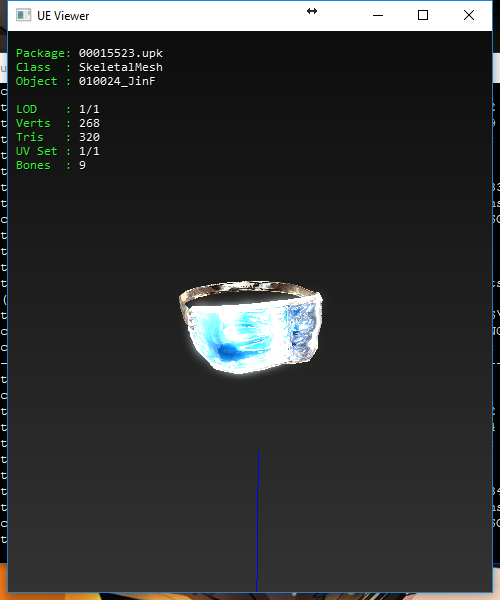 UE Viewer
Package: 00015523.upk
Class : SkeletalMesh
Object : 010024_JinF
LOD : 1/1
Verts : 268
Tris : 320
UV Set : 1/1
Bones : 9